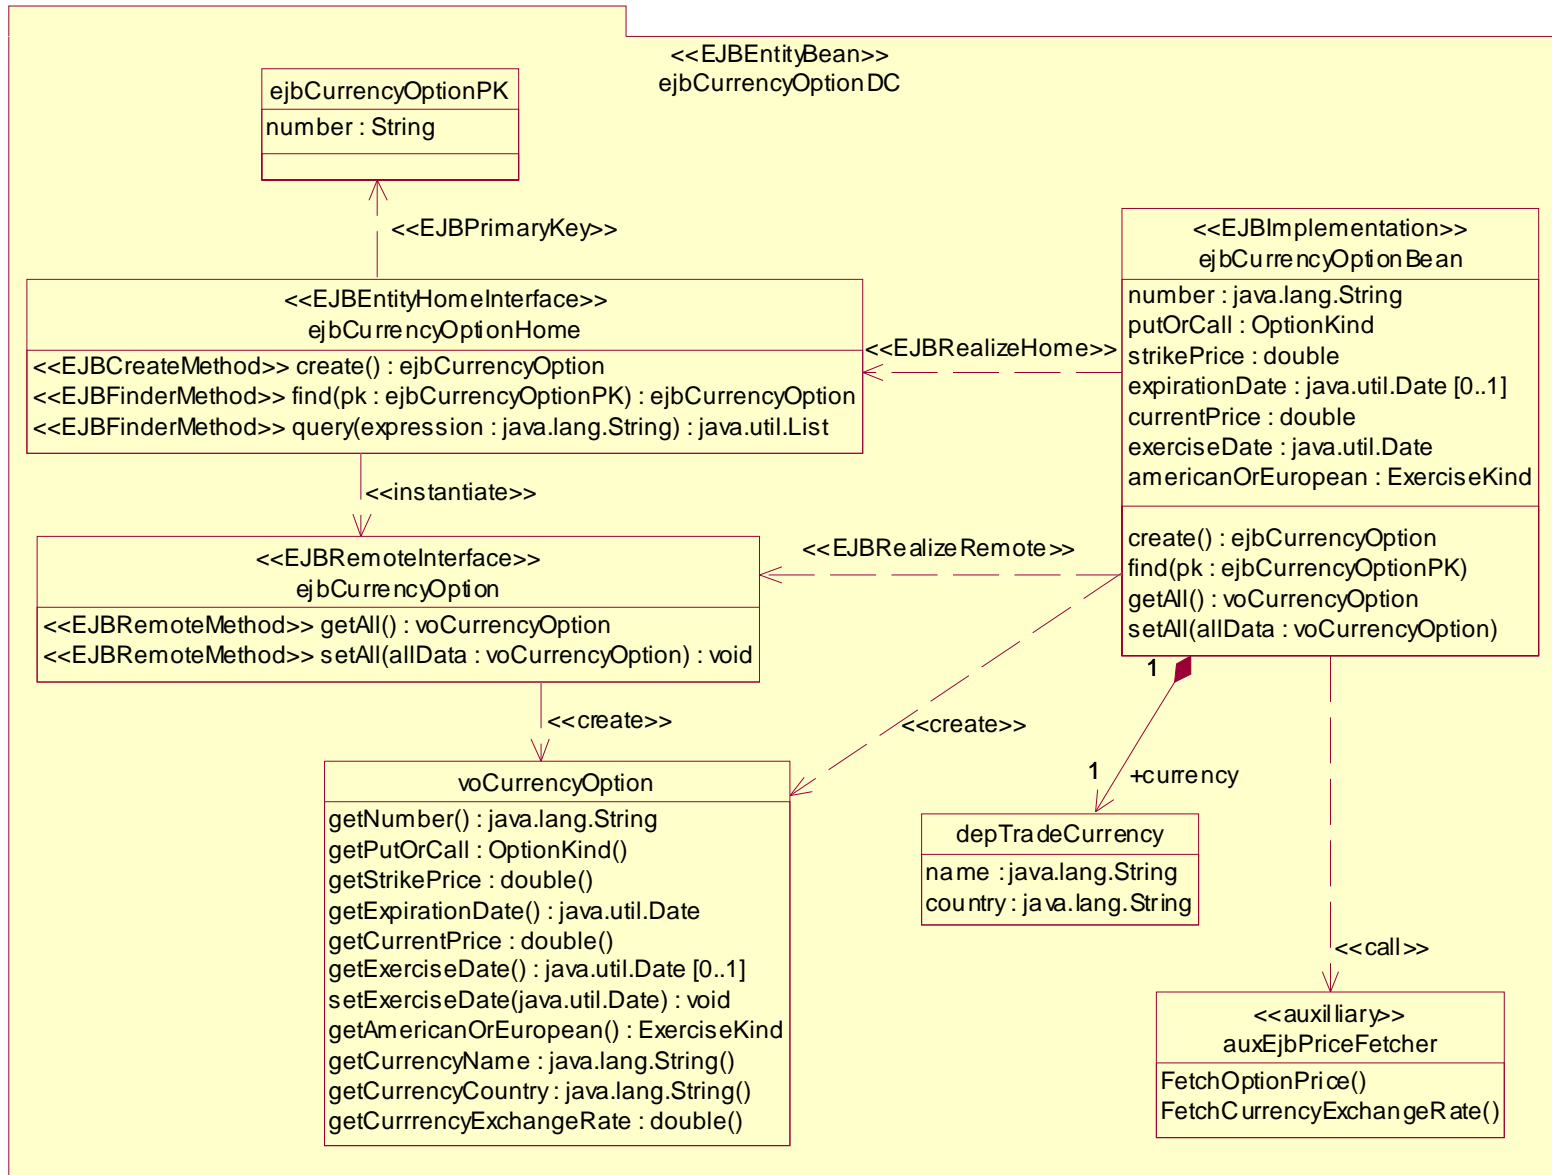 <<EJBEntityBean>>
ejbCurrencyOptionDC
ejbCurrencyOptionPK
number : String
<<EJBPrimaryKey>>
<<EJBEntityHomeInterface>>
ejbCurrencyOptionHome
<<EJBCreateMethod>> create() : ejbCurrencyOption
<<EJBFinderMethod>> find(pk : ejbCurrencyOptionPK) : ejbCurrencyOption
<<EJBFinderMethod>> query(expression : java.lang.String) : java.util.List
<<EJBRealizeHome>>
<<EJBImplementation>>
ejbCurrencyOptionBean
number : java.lang.String
putOrCall : OptionKind
strikePrice : double
expirationDate : java.util.Date [0..1]
currentPrice : double
exerciseDate : java.util.Date
americanOrEuropean : ExerciseKind
create() : ejbCurrencyOption
find(pk : ejbCurrencyOptionPK)
getAll() : voCurrencyOption
setAll(allData : voCurrencyOption)
<<instantiate>>
<<EJBRealizeRemote>>
<<EJBRemoteInterface>>
ejbCurrencyOption
<<EJBRemoteMethod>> getAll() : voCurrencyOption
<<EJBRemoteMethod>> setAll(allData : voCurrencyOption) : void
<<create>>
<<create>>
1
1
+currency
voCurrencyOption
getNumber() : java.lang.String
getPutOrCall : OptionKind()
getStrikePrice : double()
getExpirationDate() : java.util.Date
getCurrentPrice : double()
getExerciseDate() : java.util.Date [0..1]
setExerciseDate(java.util.Date) : void
getAmericanOrEuropean() : ExerciseKind
getCurrencyName : java.lang.String()
getCurrencyCountry : java.lang.String()
getCurrrencyExchangeRate : double()
depTradeCurrency
name : java.lang.String
country : java.lang.String
<<call>>
<<auxilliary>>
auxEjbPriceFetcher
FetchOptionPrice()
FetchCurrencyExchangeRate()